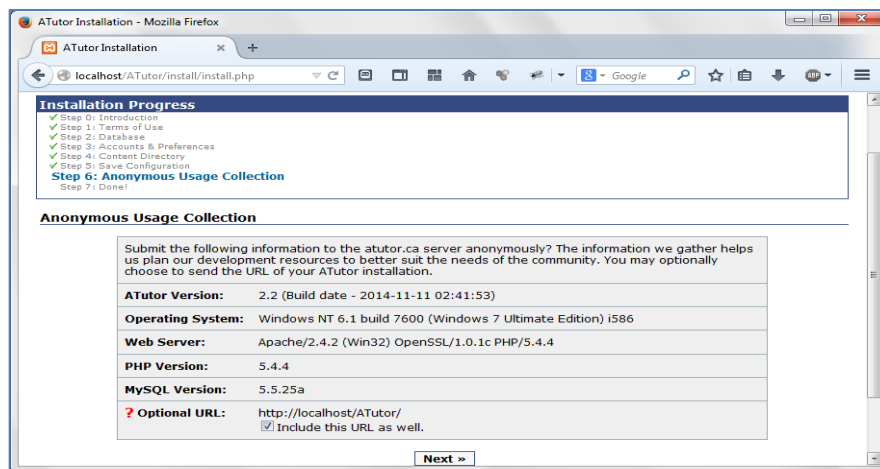 ATutor Installation - Mozilla Firefox
ATutor Installation
localhost/ATutor/install/install.php
Google
ABP
Installation Progress
Step 0: Introduction
Step 1: Terms of Use
Step 2: Database
Step 3: Accounts & Preferences
Step 4: Content Directory
Step 5: Save Configuration
Step 6: Anonymous Usage Collection
Step 7: Done!
Anonymous Usage Collection
Submit the following information to the atutor.ca server anonymously? The information we gather helps
us plan our development resources to better suit the needs of the community. You may optionally
choose to send the URL of your ATutor installation.
ATutor Version: 2.2 (Build date - 2014-11-11 02:41:53)
Operating System: Windows NT 6.1 build 7600 (Windows 7 Ultimate Edition) i586
Web Server: Apache/2.4.2 (Win32) OpenSSL/1.0.1c PHP/5.4.4
PHP Version: 5.4.4
MySQL Version: 5.5.25a
? Optional URL: http://localhost/ATutor/
Include this URL as well.
Next »